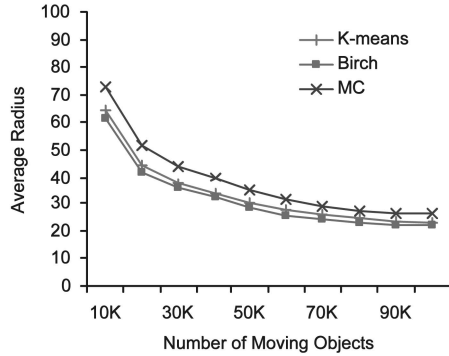 100
90
80
70
60
50
40
30
20
10
0
Average Radius
K-means
Birch
MC
10K 30K 50K 70K 90K
Number of Moving Objects